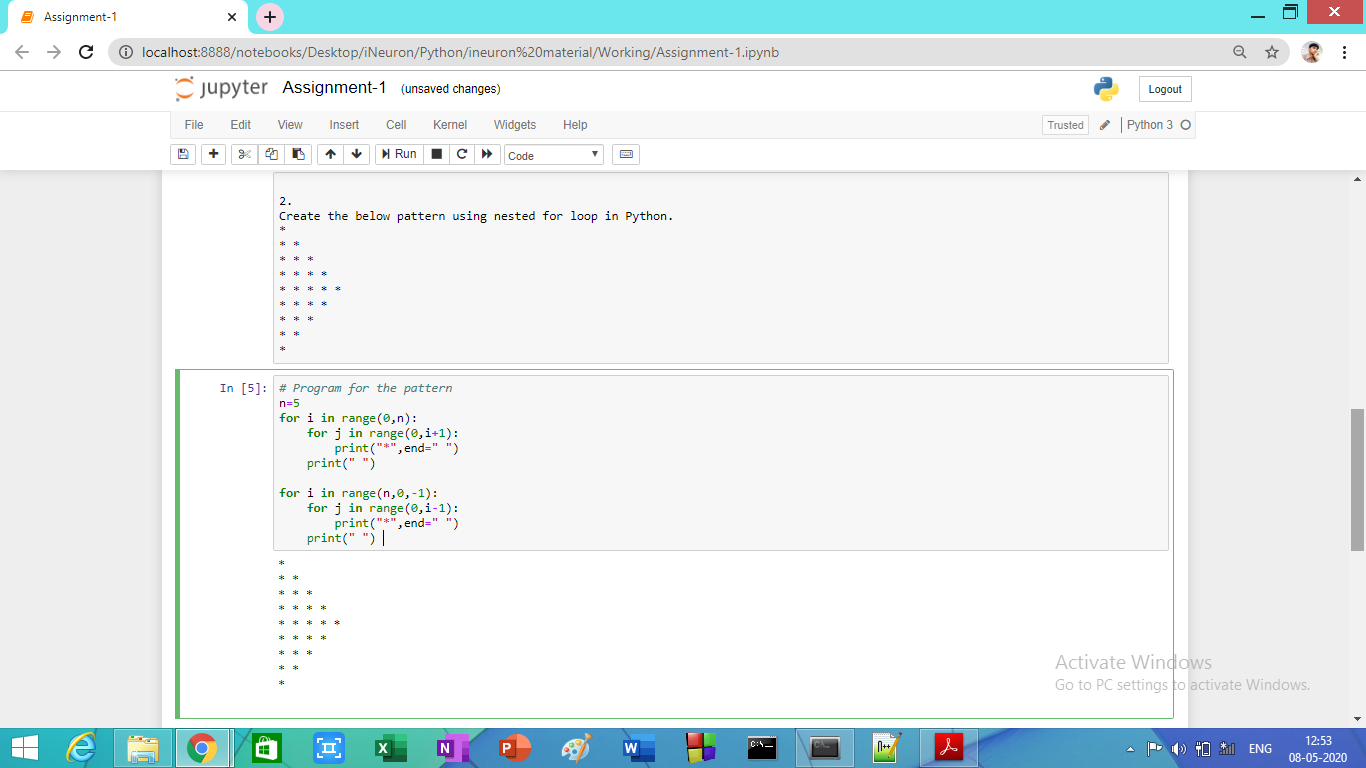 Assignment-1
localhost:8888/notebooks/Desktop/iNeuron/Python/ineuron%20material/Working/Assignment-1.ipynb
jupyter Assignment-1 (unsaved changes)
Logout
File Edit View Insert Cell Kernel Widgets Help
Trusted Python 3
Run Code
2.
Create the below pattern using nested for loop in Python.
*
* *
* * *
* * * *
* * * * *
* * * *
* * *
* *
*
In [5]: # Program for the pattern
n=5
for i in range(0,n):
    for j in range(0,i+1):
        print("*",end=" ")
    print(" ")
for i in range(n,0,-1):
    for j in range(0,i-1):
        print("*",end=" ")
    print(" ")
*
* *
* * *
* * * *
* * * * *
* * * *
* * *
* *
*
Activate Windows
Go to PC settings to activate Windows.
ENG
12:53
08-05-2020